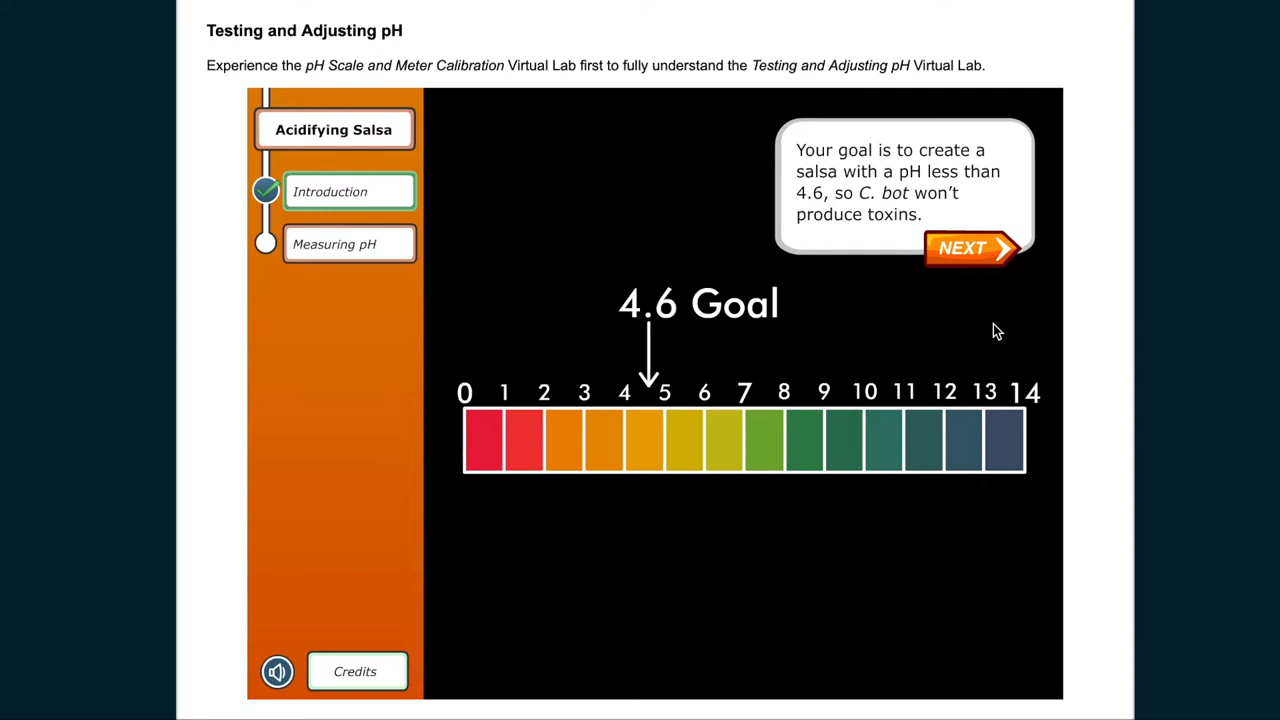 Testing and Adjusting pH
Experience the pH Scale and Meter Calibration Virtual Lab first to fully understand the Testing and Adjusting pH Virtual Lab.
Acidifying Salsa
Introduction
Measuring pH
Your goal is to create a
salsa with a pH less than
4.6, so C. bot won’t
produce toxins.
NEXT
4.6 Goal
0 1 2 3 4 5 6 7 8 9 10 11 12 13 14
Credits